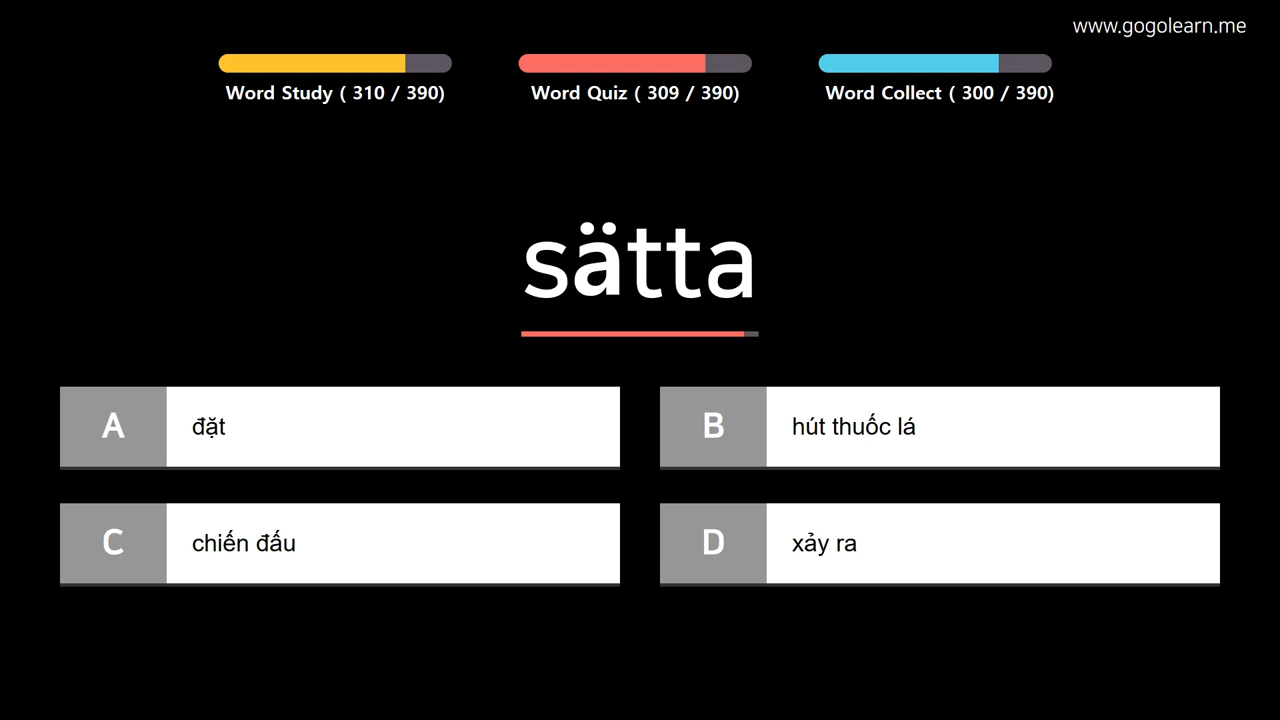 www.gogolearn.me
Word Study ( 310 / 390)
Word Quiz ( 309 / 390)
Word Collect ( 300 / 390)
sätta
A đặt
B hút thuốc lá
C chiến đấu
D xảy ra